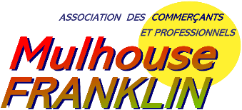 ASSOCIATION DES COMMERÇANTS
ET PROFESSIONNELS
Mulhouse
FRANKLIN